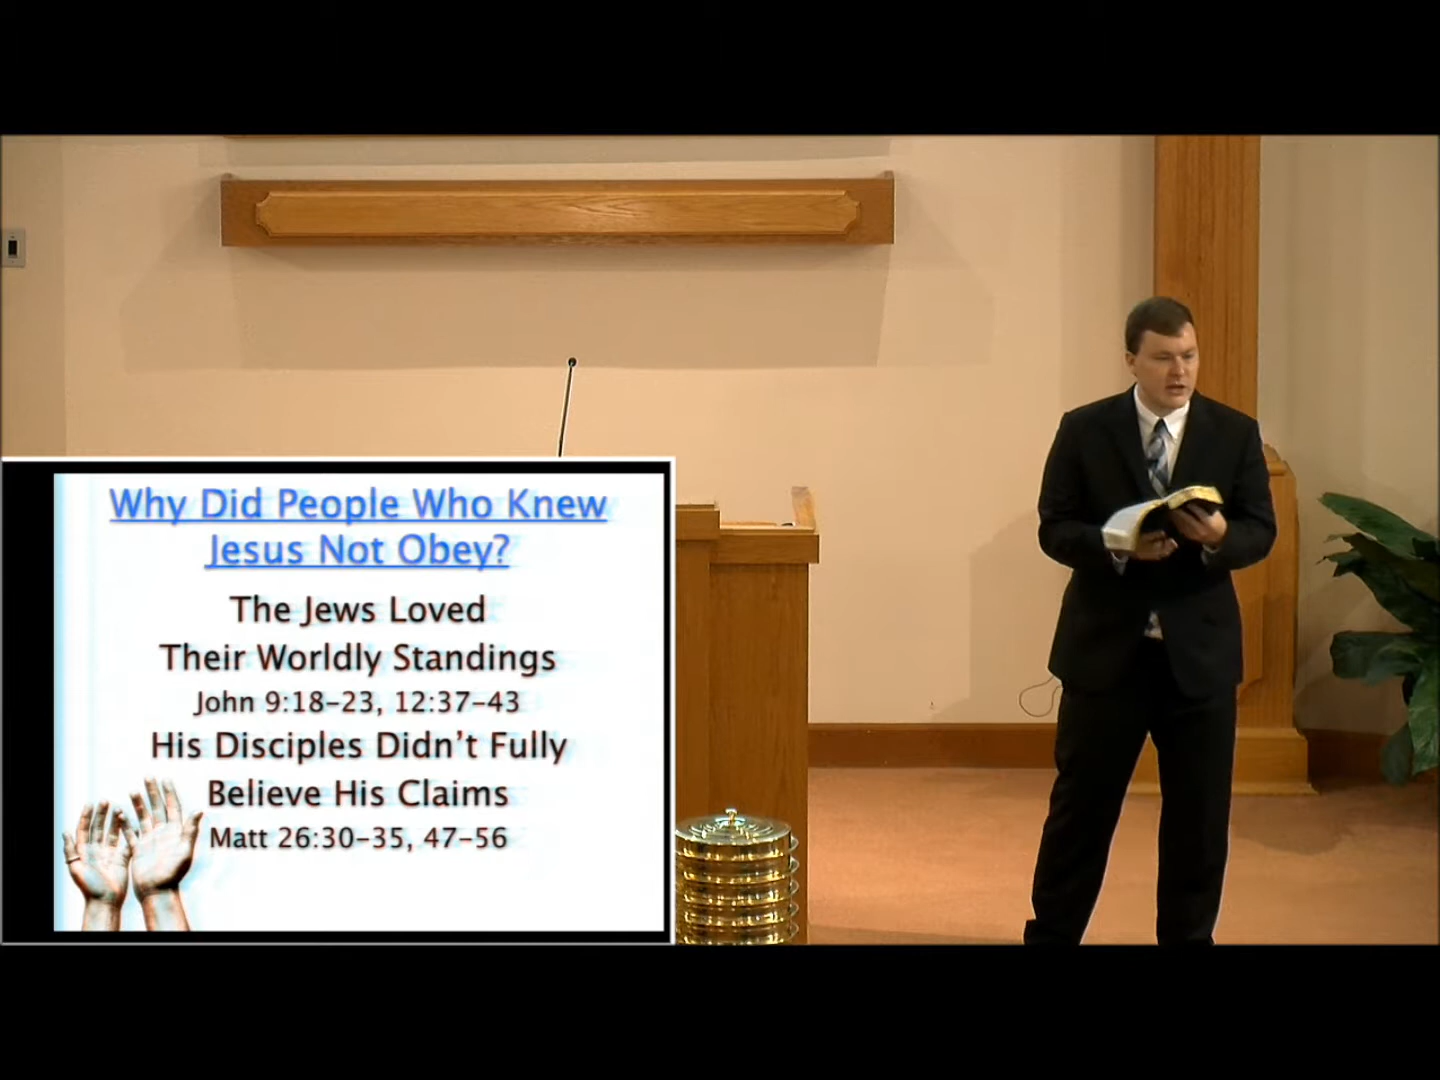 Why Did People Who Knew
Jesus Not Obey?
The Jews Loved
Their Worldly Standings
John 9:18-23, 12:37-43
His Disciples Didn't Fully
Believe His Claims
Matt 26:30-35, 47-56